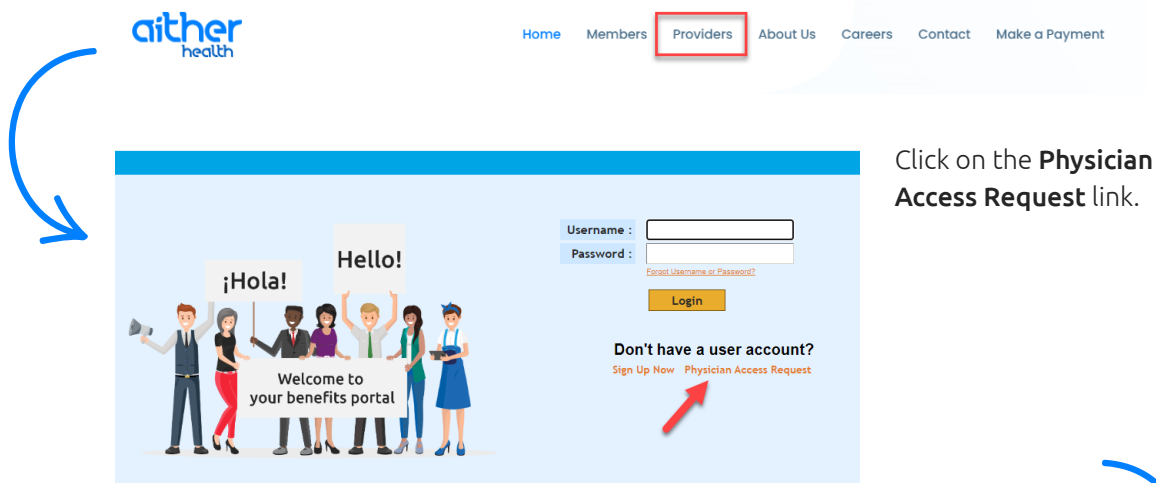 aither
health
Home Members Providers About Us Careers Contact Make a Payment
Click on the Physician
Access Request link.
Username :
Password :
Forgot Username or Password?
Login
Don't have a user account?
Sign Up Now Physician Access Request
Hello!
¡Hola!
Welcome to
your benefits portal